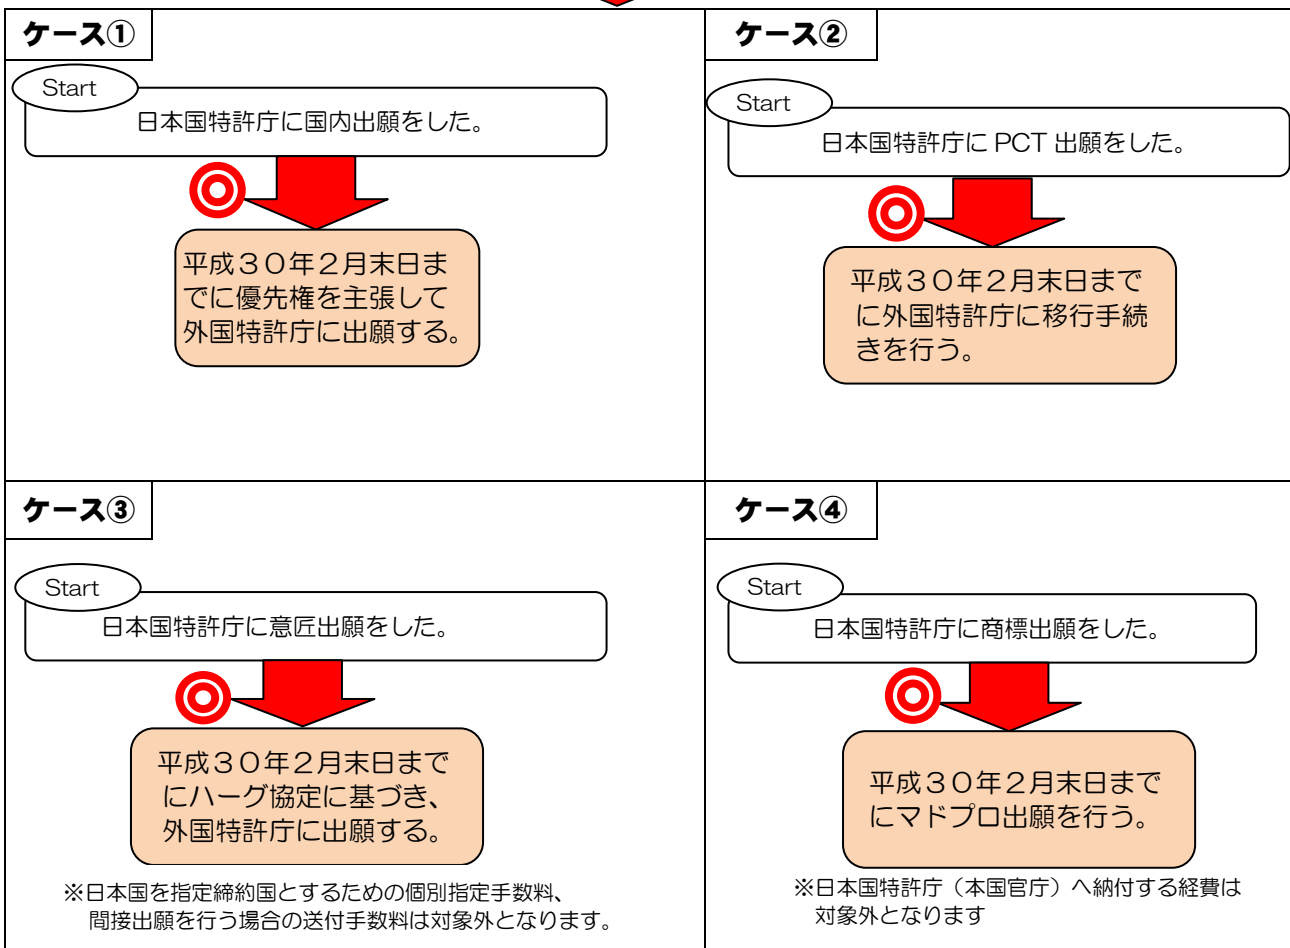 ケース①
Start
日本国特許庁に国内出願をした。
平成３０年２月末日ま
でに優先権を主張して
外国特許庁に出願する。
ケース②
Start
日本国特許庁に PCT 出願をした。
平成３０年２月末日まで
に外国特許庁に移行手続
きを行う。
ケース③
Start
日本国特許庁に意匠出願をした。
平成３０年２月末日まで
にハーグ協定に基づき、
外国特許庁に出願する。
※日本国を指定締約国とするための個別指定手数料、
間接出願を行う場合の送付手数料は対象外となります。
ケース④
Start
日本国特許庁に商標出願をした。
平成３０年２月末日まで
にマドプロ出願を行う。
※日本国特許庁（本国官庁）へ納付する経費は
対象外となります